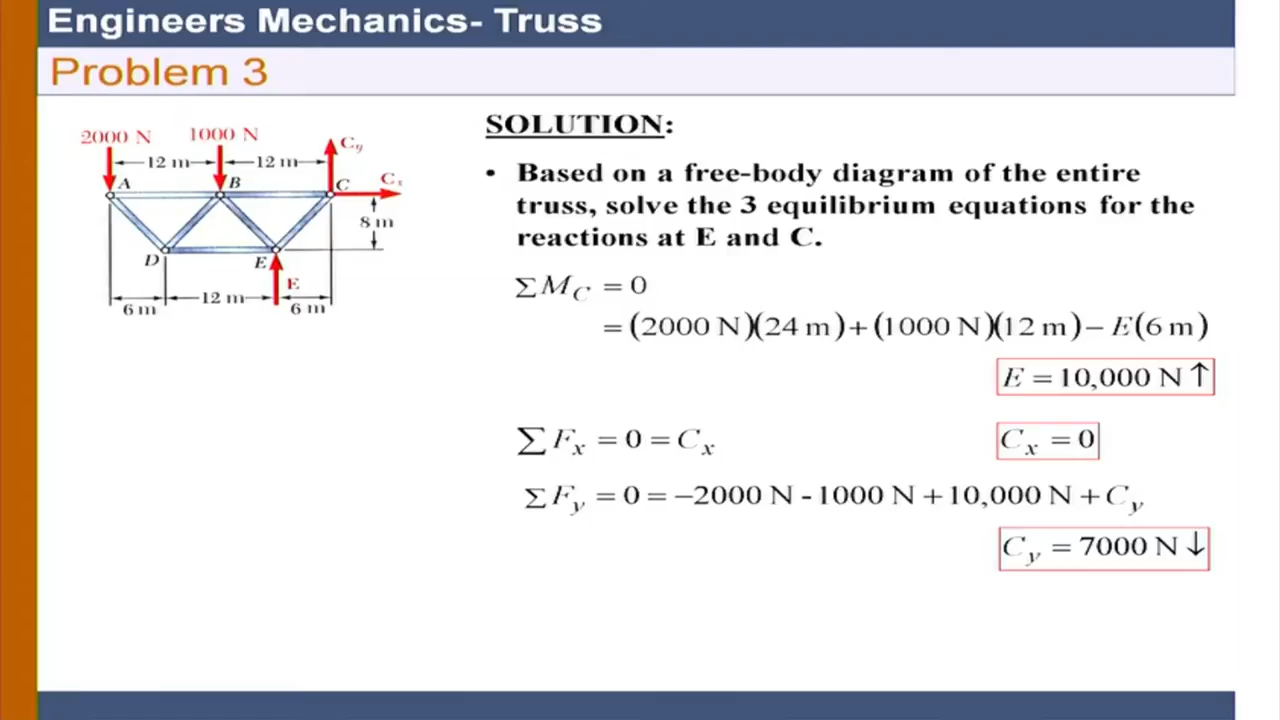 Engineers Mechanics- Truss
Problem 3
2000 N
1000 N
12 m
12 m
C_y
C_x
A
B
C
8 m
D
E
E
12 m
6 m
6 m
SOLUTION:
• Based on a free-body diagram of the entire
truss, solve the 3 equilibrium equations for the
reactions at E and C.
∑M_C = 0
= (2000 N)(24 m) + (1000 N)(12 m) − E(6 m)
E = 10,000 N ↑
∑F_x = 0 = C_x
C_x = 0
∑F_y = 0 = −2000 N - 1000 N + 10,000 N + C_y
C_y = 7000 N ↓